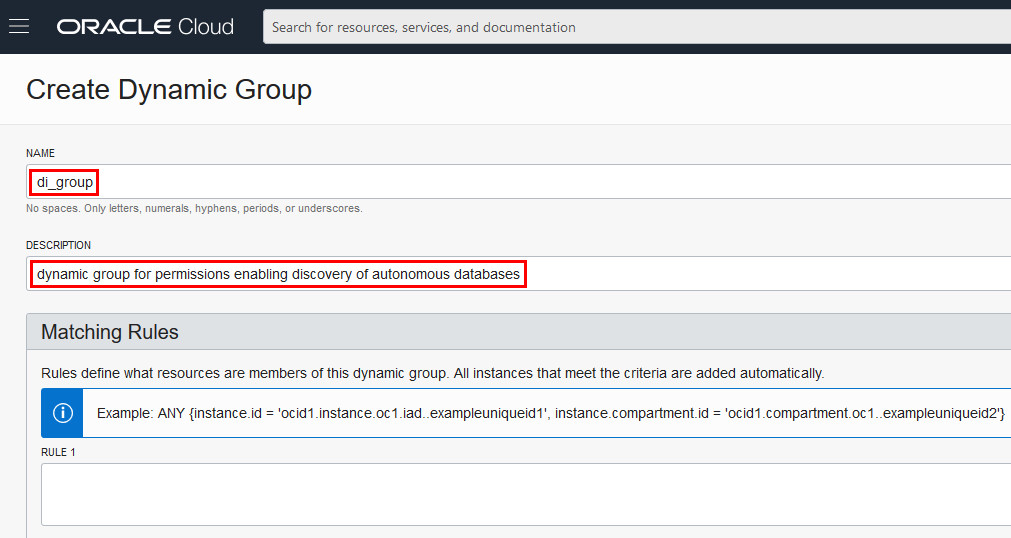 ORACLE Cloud
Search for resources, services, and documentation
Create Dynamic Group
NAME
di_group
No spaces. Only letters, numerals, hyphens, periods, or underscores.
DESCRIPTION
dynamic group for permissions enabling discovery of autonomous databases
Matching Rules
Rules define what resources are members of this dynamic group. All instances that meet the criteria are added automatically.
Example: ANY {instance.id = 'ocid1.instance.oc1.iad..exampleuniqueid1', instance.compartment.id = 'ocid1.compartment.oc1..exampleuniqueid2'}
RULE 1